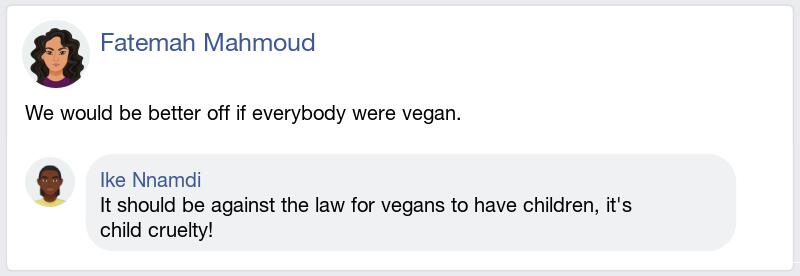 Fatemah Mahmoud
We would be better off if everybody were vegan.
Ike Nnamdi
It should be against the law for vegans to have children, it's
child cruelty!